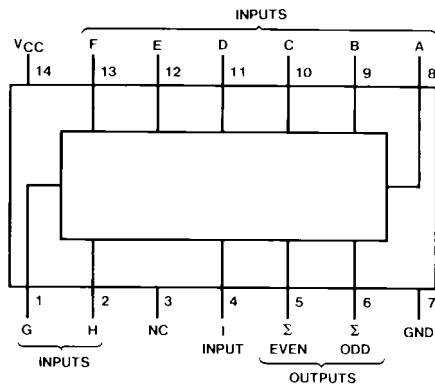 INPUTS
VCC F E D C B A
14 13 12 11 10 9 8
1 2 3 4 5 6 7
G H NC I Σ Σ GND
INPUT EVEN ODD
INPUTS OUTPUTS